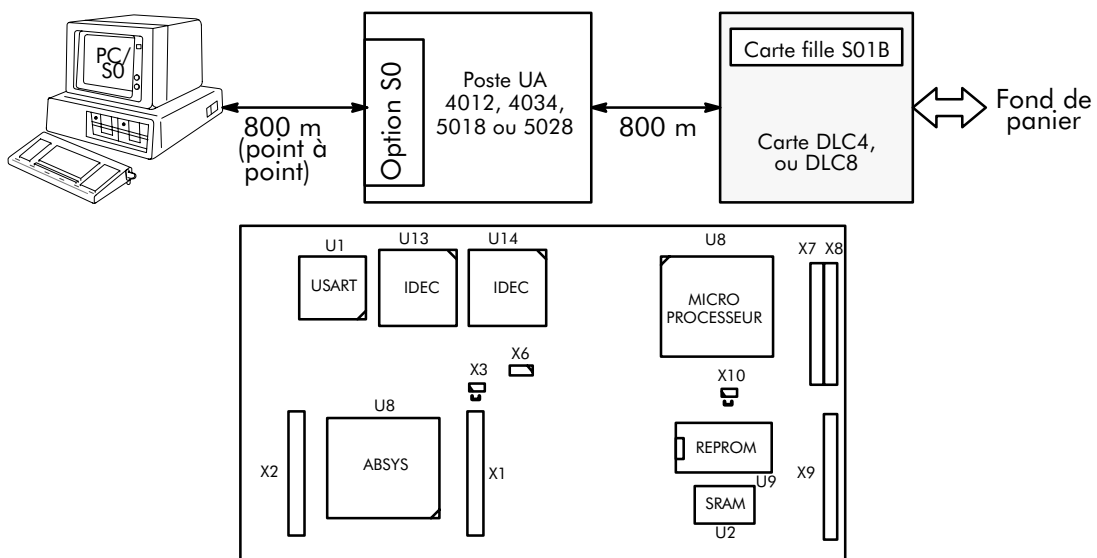 PC/
S0
800 m
(point à
point)
Option S0
Poste UA
4012, 4034,
5018 ou 5028
800 m
Carte fille S01B
Carte DLC4,
ou DLC8
Fond de
panier
U1
USART
U13
IDEC
U14
IDEC
U8
MICRO
PROCESSEUR
X7 X8
X3
X6
X10
X2
U8
ABSYS
X1
REPROM
U9
SRAM
U2
X9